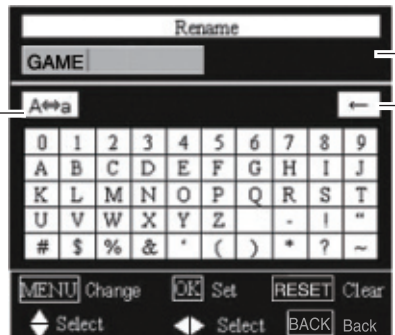 Rename
GAME
A⇔a ←
0 1 2 3 4 5 6 7 8 9
A B C D E F G H I J
K L M N O P Q R S T
U V W X Y Z - ! "
# $ % & ' ( ) * ? ~
MENU Change OK Set RESET Clear
Select Select BACK Back